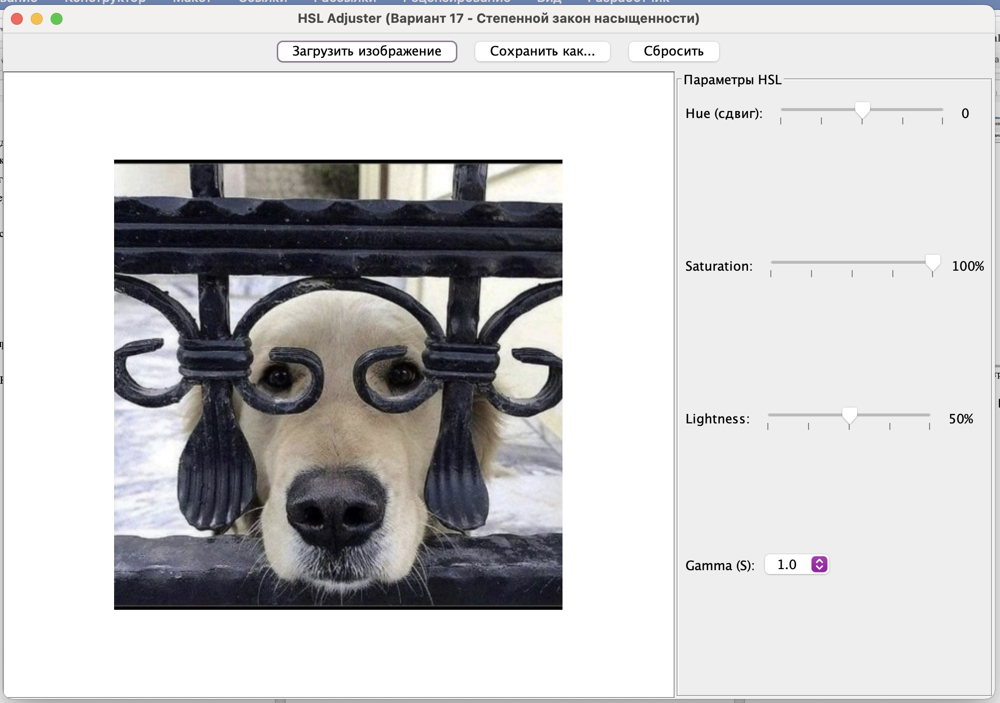 HSL Adjuster (Вариант 17 - Степенной закон насыщенности)
Загрузить изображение
Сохранить как...
Сбросить
Параметры HSL
Hue (сдвиг):
0
Saturation:
100%
Lightness:
50%
Gamma (S):
1.0